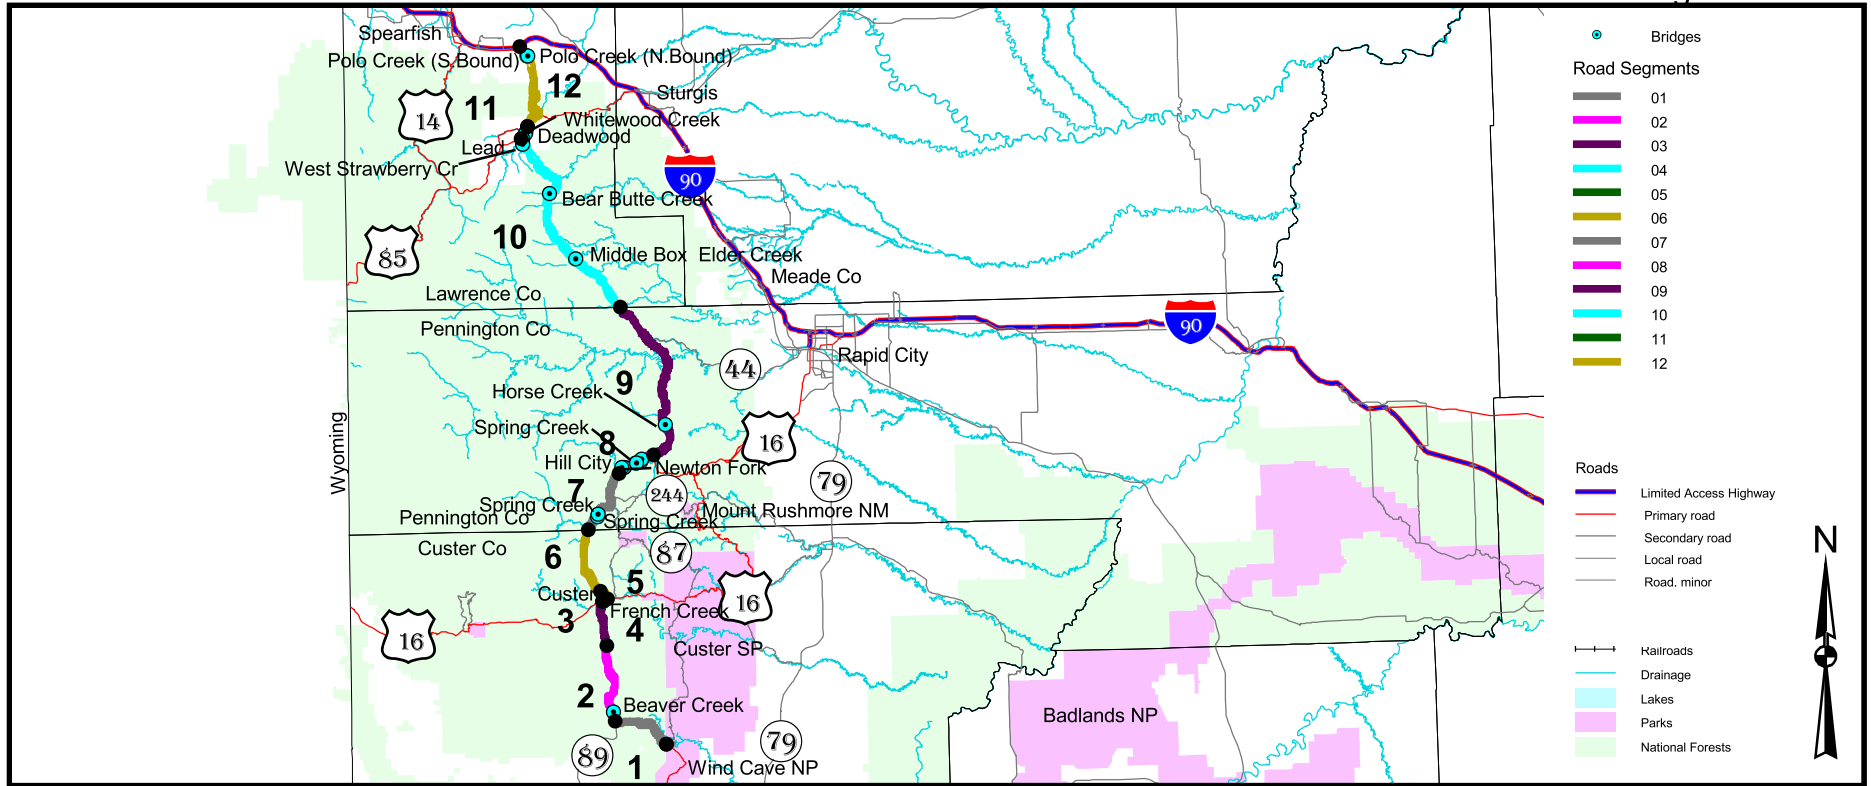 Spearfish
Polo Creek (S.Bound)
Polo Creek (N.Bound)
12
11
14
Sturgis
Whitewood Creek
Deadwood
Lead
West Strawberry Cr
90
Bear Butte Creek
10
85
Middle Box Elder Creek
Meade Co
Lawrence Co
Pennington Co
90
Rapid City
44
9
Horse Creek
Spring Creek
8
16
Hill City
Newton Fork
Wyoming
7
244
79
Spring Creek
Mount Rushmore NM
Pennington Co
Spring Creek
Custer Co
6
87
5
Custer
16
French Creek
3
4
16
Custer SP
2
Beaver Creek
Badlands NP
89
79
1
Wind Cave NP
Bridges
Road Segments
01
02
03
04
05
06
07
08
09
10
11
12
Roads
Limited Access Highway
Primary road
Secondary road
Local road
Road, minor
Railroads
Drainage
Lakes
Parks
National Forests
N